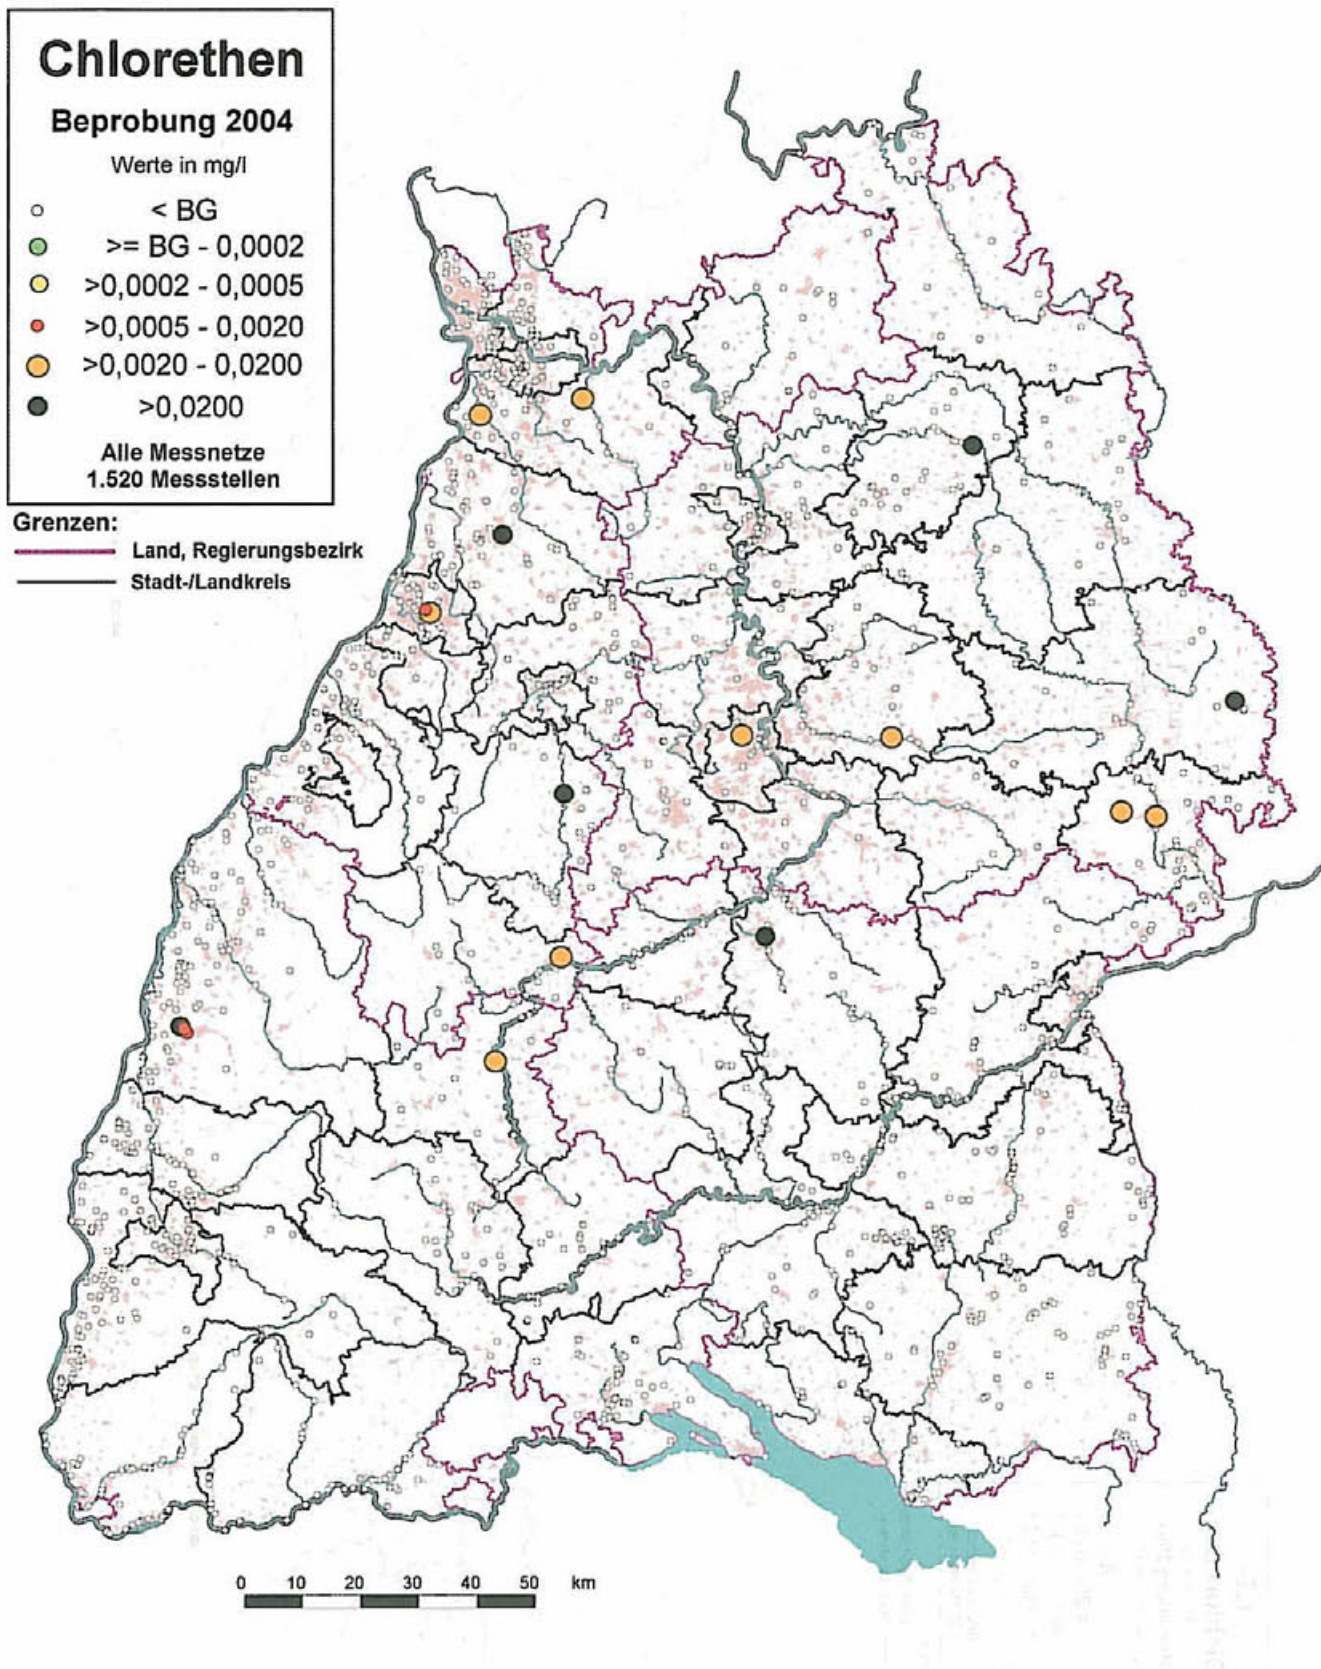 Chlorethen
Beprobung 2004
Werte in mg/l
< BG
>= BG - 0,0002
>0,0002 - 0,0005
>0,0005 - 0,0020
>0,0020 - 0,0200
>0,0200
Alle Messnetze
1.520 Messstellen
Grenzen:
Land, Regierungsbezirk
Stadt-/Landkreis
0 10 20 30 40 50 km